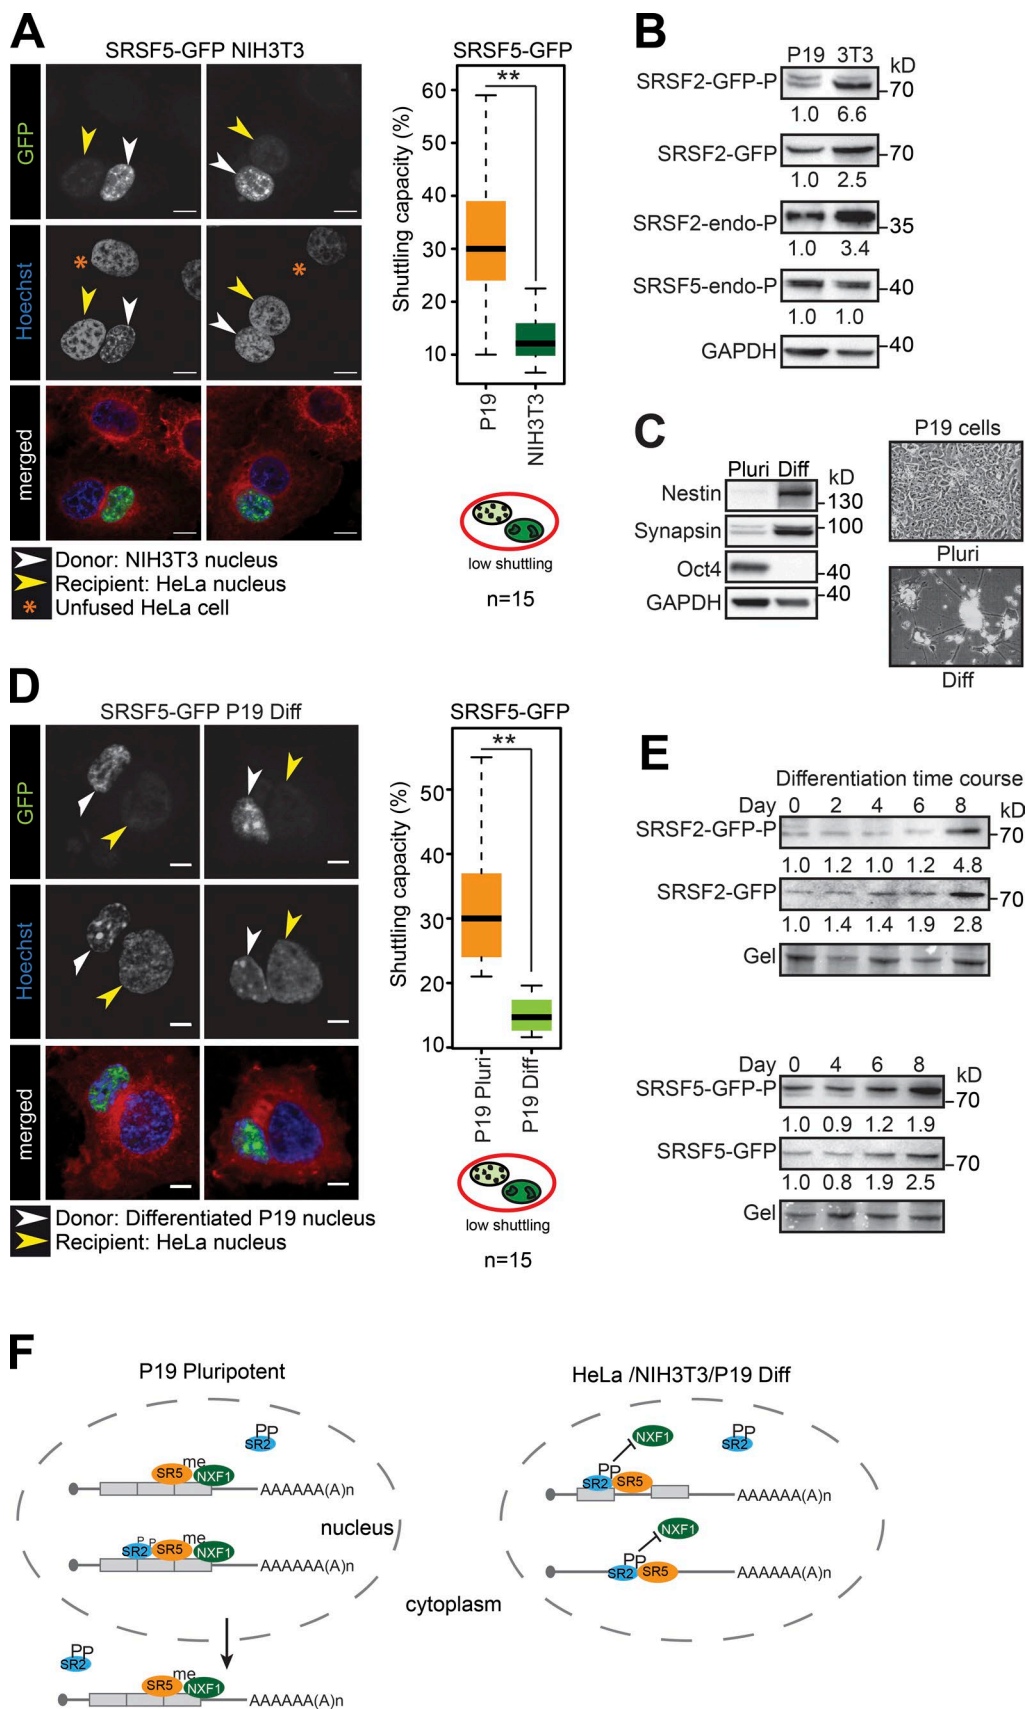 A
SRSF5-GFP NIH3T3
GFP
Hoechst
*
*
merged
Donor: NIH3T3 nucleus
Recipient: HeLa nucleus
* Unfused HeLa cell
SRSF5-GFP
**
Shuttling capacity (%)
60
50
40
30
20
10
P19
NIH3T3
low shuttling
n=15
B
P19 3T3
kD
SRSF2-GFP-P
70
1.0 6.6
SRSF2-GFP
70
1.0 2.5
SRSF2-endo-P
35
1.0 3.4
SRSF5-endo-P
40
1.0 1.0
GAPDH
40
C
Pluri Diff
kD
Nestin
130
Synapsin
100
Oct4
40
GAPDH
40
P19 cells
Pluri
Diff
D
SRSF5-GFP P19 Diff
GFP
Hoechst
merged
Donor: Differentiated P19 nucleus
Recipient: HeLa nucleus
SRSF5-GFP
**
Shuttling capacity (%)
50
40
30
20
10
P19 Pluri
P19 Diff
low shuttling
n=15
E
Differentiation time course
Day 0 2 4 6 8
kD
SRSF2-GFP-P
70
1.0 1.2 1.0 1.2 4.8
SRSF2-GFP
70
1.0 1.4 1.4 1.9 2.8
Gel
Day 0 4 6 8
kD
SRSF5-GFP-P
70
1.0 0.9 1.2 1.9
SRSF5-GFP
70
1.0 0.8 1.9 2.5
Gel
F
P19 Pluripotent
PP
SR2
me
SR5 NXF1
AAAAAA(A)n
nucleus
P P
me
SR2 SR5 NXF1
AAAAAA(A)n
cytoplasm
PP
SR2
me
SR5 NXF1
AAAAAA(A)n
HeLa /NIH3T3/P19 Diff
NXF1
PP
SR2
PP
SR2 SR5
AAAAAA(A)n
NXF1
PP
SR2 SR5
AAAAAA(A)n